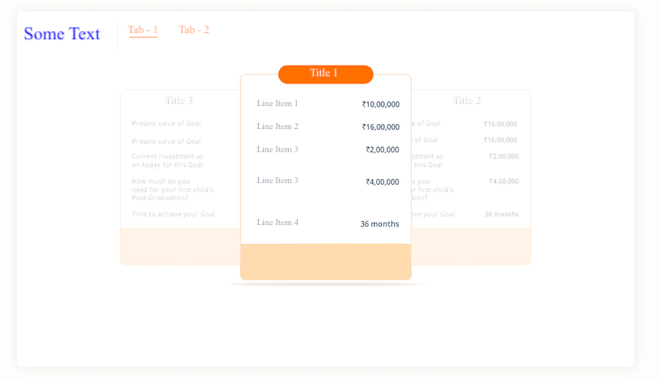 Some Text
Tab - 1
Tab - 2
Title 3
Present value of Goal
Present value of Goal
Current Investment as
on today for this Goal
How much do you
need for your first child's
Post-Graduation?
Time to achieve your Goal
Title 1
Line Item 1 ₹10,00,000
Line Item 2 ₹16,00,000
Line Item 3 ₹2,00,000
Line Item 3 ₹4,00,000
Line Item 4 36 months
Title 2
of Goal ₹10,00,000
of Goal ₹16,00,000
as ₹2,00,000
this Goal
you ₹4,00,000
first child's
your Goal 36 months